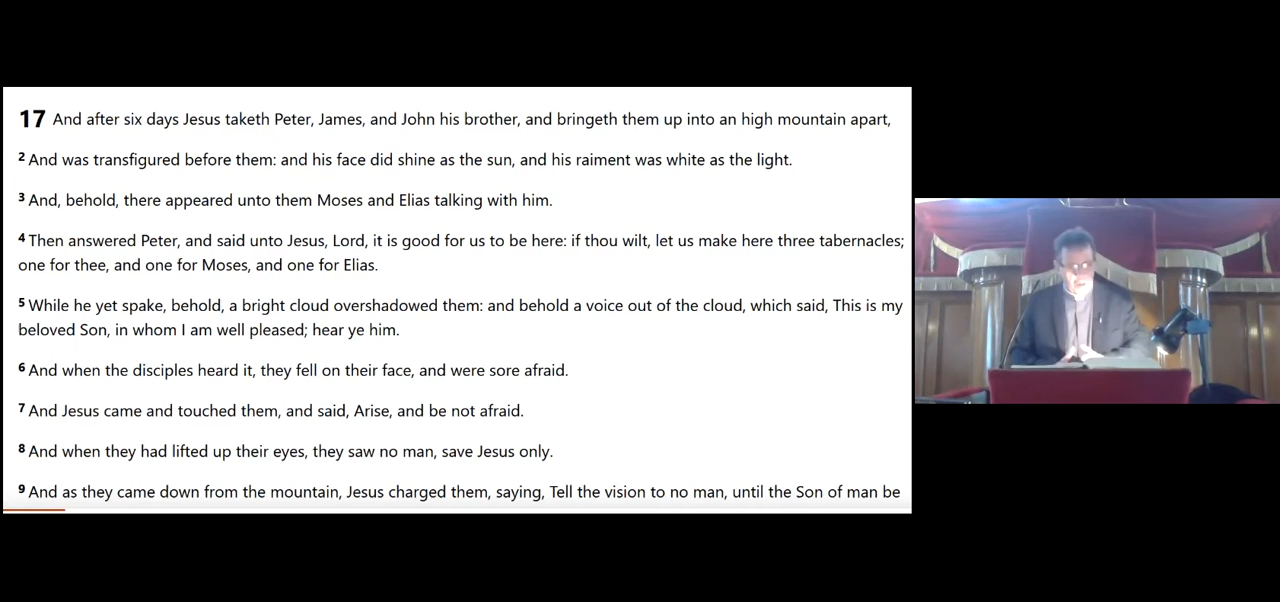 17 And after six days Jesus taketh Peter, James, and John his brother, and bringeth them up into an high mountain apart,
2 And was transfigured before them: and his face did shine as the sun, and his raiment was white as the light.
3 And, behold, there appeared unto them Moses and Elias talking with him.
4 Then answered Peter, and said unto Jesus, Lord, it is good for us to be here: if thou wilt, let us make here three tabernacles;
one for thee, and one for Moses, and one for Elias.
5 While he yet spake, behold, a bright cloud overshadowed them: and behold a voice out of the cloud, which said, This is my
beloved Son, in whom I am well pleased; hear ye him.
6 And when the disciples heard it, they fell on their face, and were sore afraid.
7 And Jesus came and touched them, and said, Arise, and be not afraid.
8 And when they had lifted up their eyes, they saw no man, save Jesus only.
9 And as they came down from the mountain, Jesus charged them, saying, Tell the vision to no man, until the Son of man be